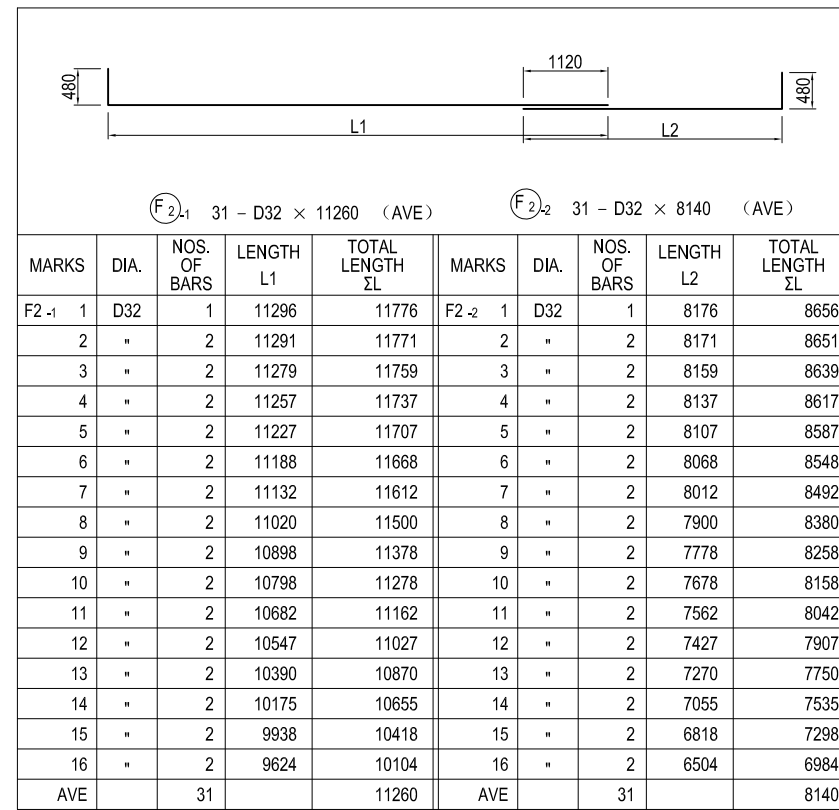 1120
480
480
L1
L2
F2-1 31 – D32 × 11260 (AVE)
F2-2 31 – D32 × 8140 (AVE)
MARKS DIA. NOS. OF BARS LENGTH L1 TOTAL LENGTH ΣL MARKS DIA. NOS. OF BARS LENGTH L2 TOTAL LENGTH ΣL
F2-1 1 D32 1 11296 11776 F2-2 1 D32 1 8176 8656
2 " 2 11291 11771 2 " 2 8171 8651
3 " 2 11279 11759 3 " 2 8159 8639
4 " 2 11257 11737 4 " 2 8137 8617
5 " 2 11227 11707 5 " 2 8107 8587
6 " 2 11188 11668 6 " 2 8068 8548
7 " 2 11132 11612 7 " 2 8012 8492
8 " 2 11020 11500 8 " 2 7900 8380
9 " 2 10898 11378 9 " 2 7778 8258
10 " 2 10798 11278 10 " 2 7678 8158
11 " 2 10682 11162 11 " 2 7562 8042
12 " 2 10547 11027 12 " 2 7427 7907
13 " 2 10390 10870 13 " 2 7270 7750
14 " 2 10175 10655 14 " 2 7055 7535
15 " 2 9938 10418 15 " 2 6818 7298
16 " 2 9624 10104 16 " 2 6504 6984
AVE 31 11260 AVE 31 8140